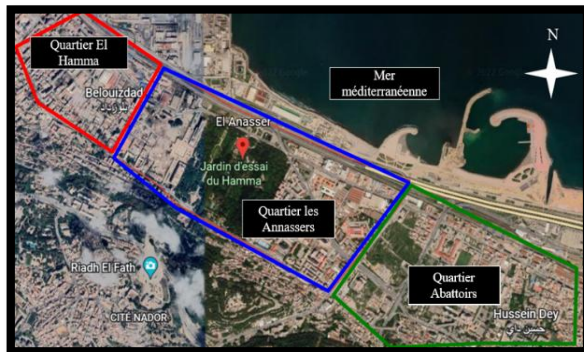 Quartier El
Hamma
Belouizdad
بلوزداد
Mer
méditerranéenne
N
El Anasser
Jardin d'essai
du Hamma
Quartier les
Annassers
Riadh El Fath
CITÉ NADOR
Quartier
Abattoirs
Hussein Dey
حسين داي